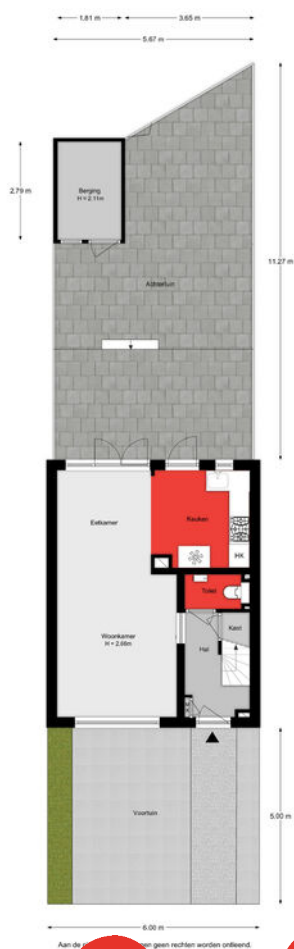 1.81 m
3.65 m
5.67 m
2.79 m
Berging
H = 2.11m
Achtertuin
11.27 m
Eetkamer
Keuken
HK
Toilet
Kast
Woonkamer
H = 2.66m
Hal
Voortuin
5.00 m
6.00 m
Aan de geen rechten worden ontleend.